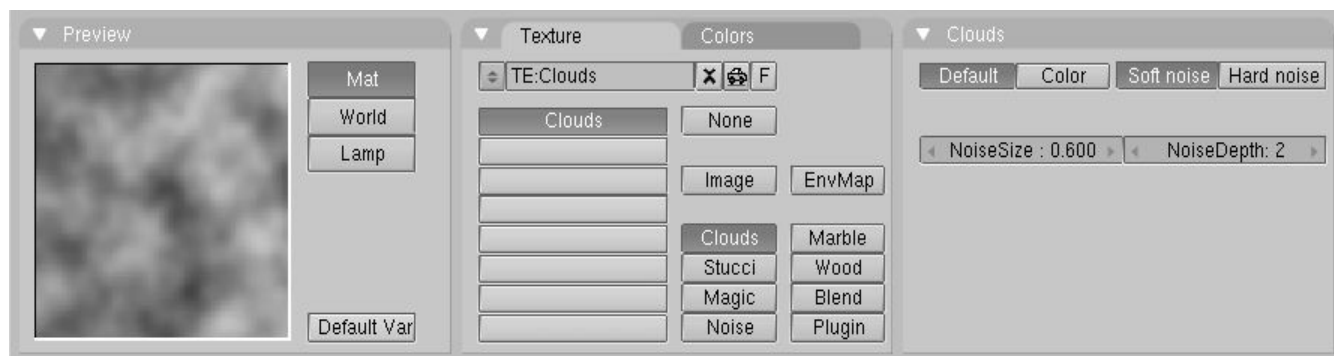 Preview
Mat
World
Lamp
Default Var
Texture Colors
TE:Clouds F
Clouds None
Image EnvMap
Clouds Marble
Stucci Wood
Magic Blend
Noise Plugin
Clouds
Default Color Soft noise Hard noise
NoiseSize : 0.600 NoiseDepth: 2